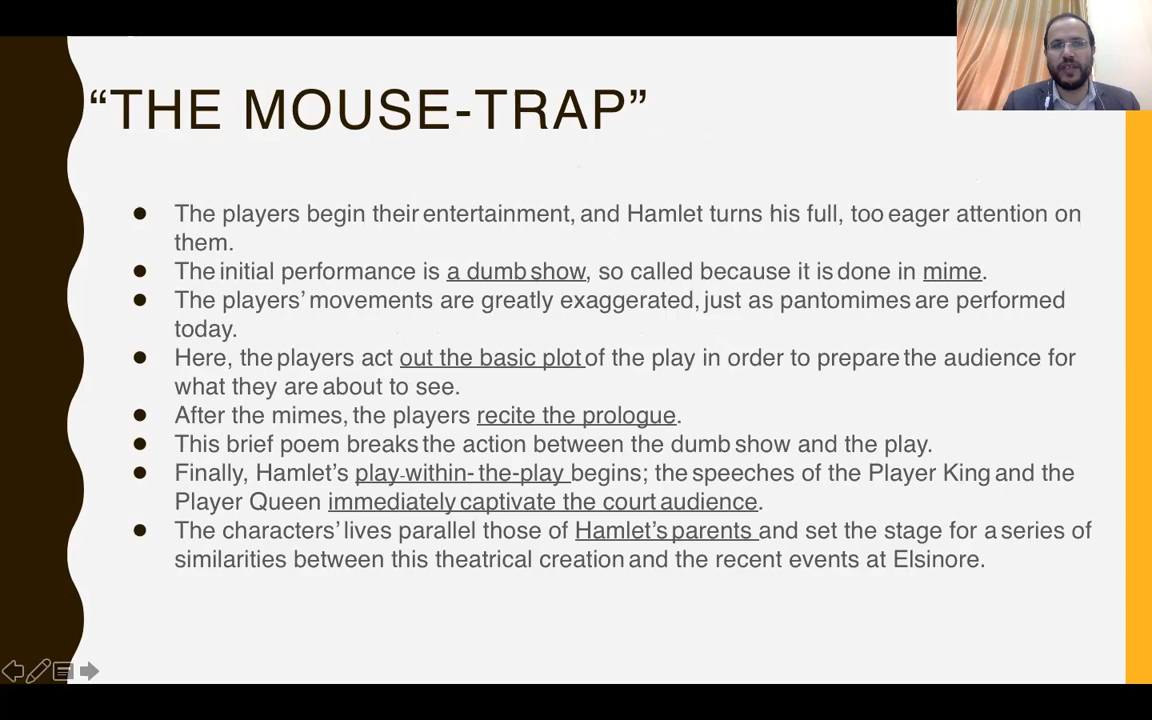 “THE MOUSE-TRAP”
The players begin their entertainment, and Hamlet turns his full, too eager attention on
them.
The initial performance is a dumb show, so called because it is done in mime.
The players’ movements are greatly exaggerated, just as pantomimes are performed
today.
Here, the players act out the basic plot of the play in order to prepare the audience for
what they are about to see.
After the mimes, the players recite the prologue.
This brief poem breaks the action between the dumb show and the play.
Finally, Hamlet’s play-within- the-play begins; the speeches of the Player King and the
Player Queen immediately captivate the court audience.
The characters’ lives parallel those of Hamlet’s parents and set the stage for a series of
similarities between this theatrical creation and the recent events at Elsinore.